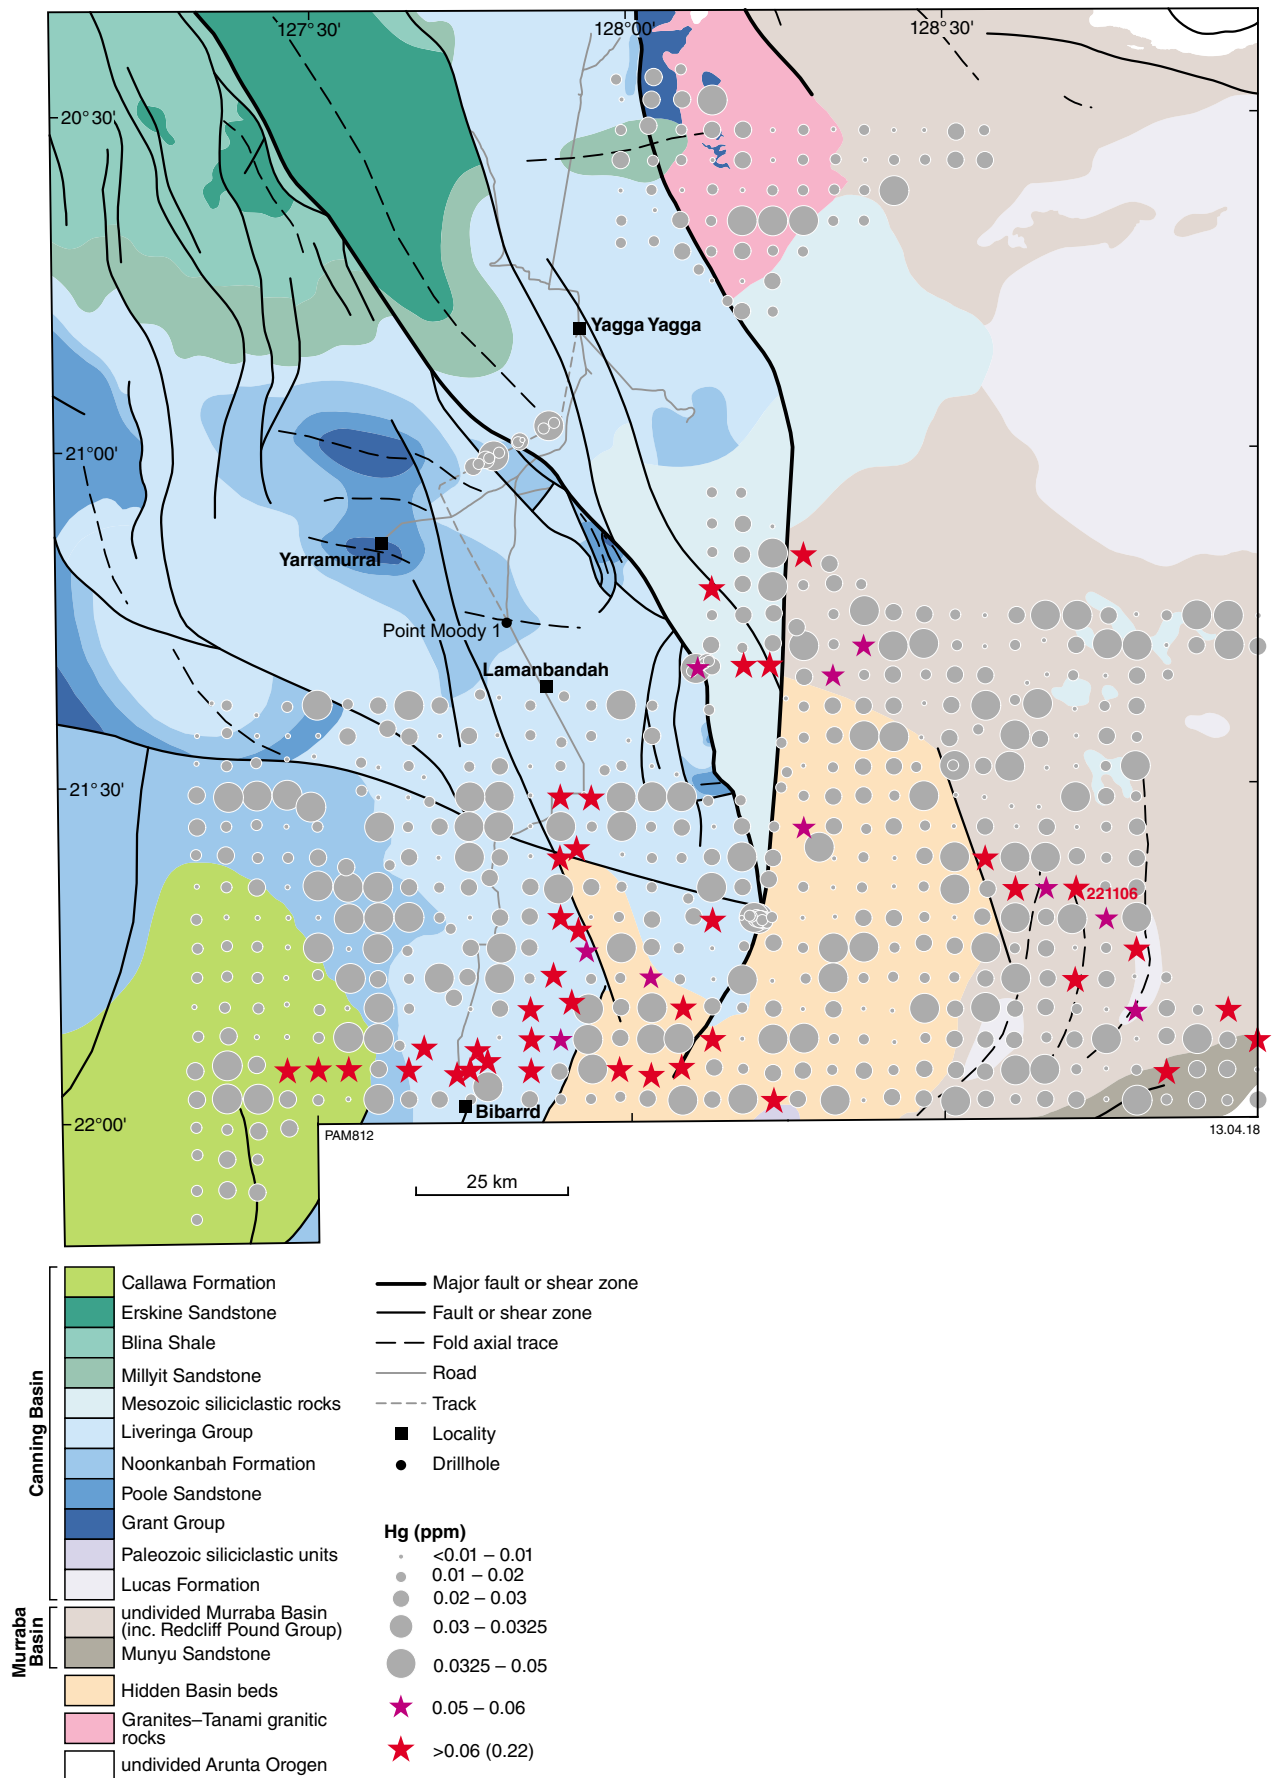 127°30'
128°00'
128°30'
20°30'
Yagga Yagga
21°00'
Yarramurral
Point Moody 1
Lamanbandah
21°30'
221106
Bibarrd
22°00'
PAM812
13.04.18
25 km
Canning Basin
Callawa Formation
Erskine Sandstone
Blina Shale
Millyit Sandstone
Mesozoic siliciclastic rocks
Liveringa Group
Noonkanbah Formation
Poole Sandstone
Grant Group
Paleozoic siliciclastic units
Lucas Formation
Murraba
Basin
undivided Murraba Basin
(inc. Redcliff Pound Group)
Munyu Sandstone
Hidden Basin beds
Granites–Tanami granitic
rocks
undivided Arunta Orogen
Major fault or shear zone
Fault or shear zone
Fold axial trace
Road
Track
Locality
Drillhole
Hg (ppm)
<0.01 – 0.01
0.01 – 0.02
0.02 – 0.03
0.03 – 0.0325
0.0325 – 0.05
0.05 – 0.06
>0.06 (0.22)